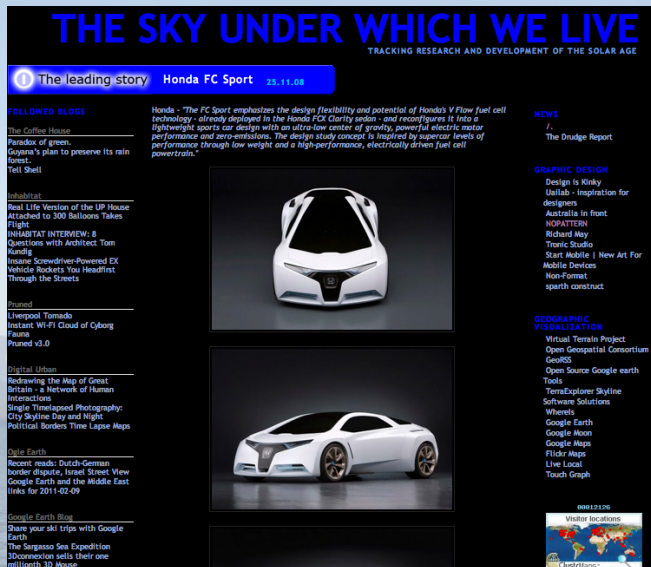 THE SKY UNDER WHICH WE LIVE
TRACKING RESEARCH AND DEVELOPMENT OF THE SOLAR AGE
The leading story Honda FC Sport 25.11.08
FOLLOWED BLOGS
The Coffee House
Paradox of green.
Guyana's plan to preserve its rain
forest.
Tell Shell
Inhabitat
Real Life Version of the UP House
Attached to 300 Balloons Takes
Flight
INHABITAT INTERVIEW: 8
Questions with Architect Tom
Kundig
Insane Screwdriver-Powered EX
Vehicle Rockets You Headfirst
Through the Streets
Pruned
Liverpool Tornado
Instant Wi-Fi Cloud of Cyborg
Fauna
Pruned v3.0
Digital Urban
Redrawing the Map of Great
Britain - a Network of Human
Interactions
Single Timelapsed Photography:
City Skyline Day and Night
Political Borders Time Lapse Maps
Ogle Earth
Recent reads: Dutch-German
border dispute, Israel Street View
Google Earth and the Middle East
links for 2011-02-09
Google Earth Blog
Share your ski trips with Google
Earth
The Sargasso Sea Expedition
3Dconnexion sells their one
millionth 3D Mouse
Honda - "The FC Sport emphasizes the design flexibility and potential of Honda's V Flow fuel cell
technology - already deployed in the Honda FCX Clarity sedan - and reconfigures it into a
lightweight sports car design with an ultra-low center of gravity, powerful electric motor
performance and zero-emissions. The design study concept is inspired by supercar levels of
performance through low weight and a high-performance, electrically driven fuel cell
powertrain."
NEWS
/.
The Drudge Report
GRAPHIC DESIGN
Design is Kinky
Uailab - inspiration for
designers
Australia in front
NOPATTERN
Richard May
Tronic Studio
Start Mobile | New Art For
Mobile Devices
Non-Format
sparth construct
GEOGRAPHIC
VISUALIZATION
Virtual Terrain Project
Open Geospatial Consortium
GeoRSS
Open Source Google earth
Tools
TerraExplorer Skyline
Software Solutions
WhereIs
Google Earth
Google Moon
Google Maps
Flickr Maps
Live Local
Touch Graph
00012126
Visitor locations
ClustrMaps